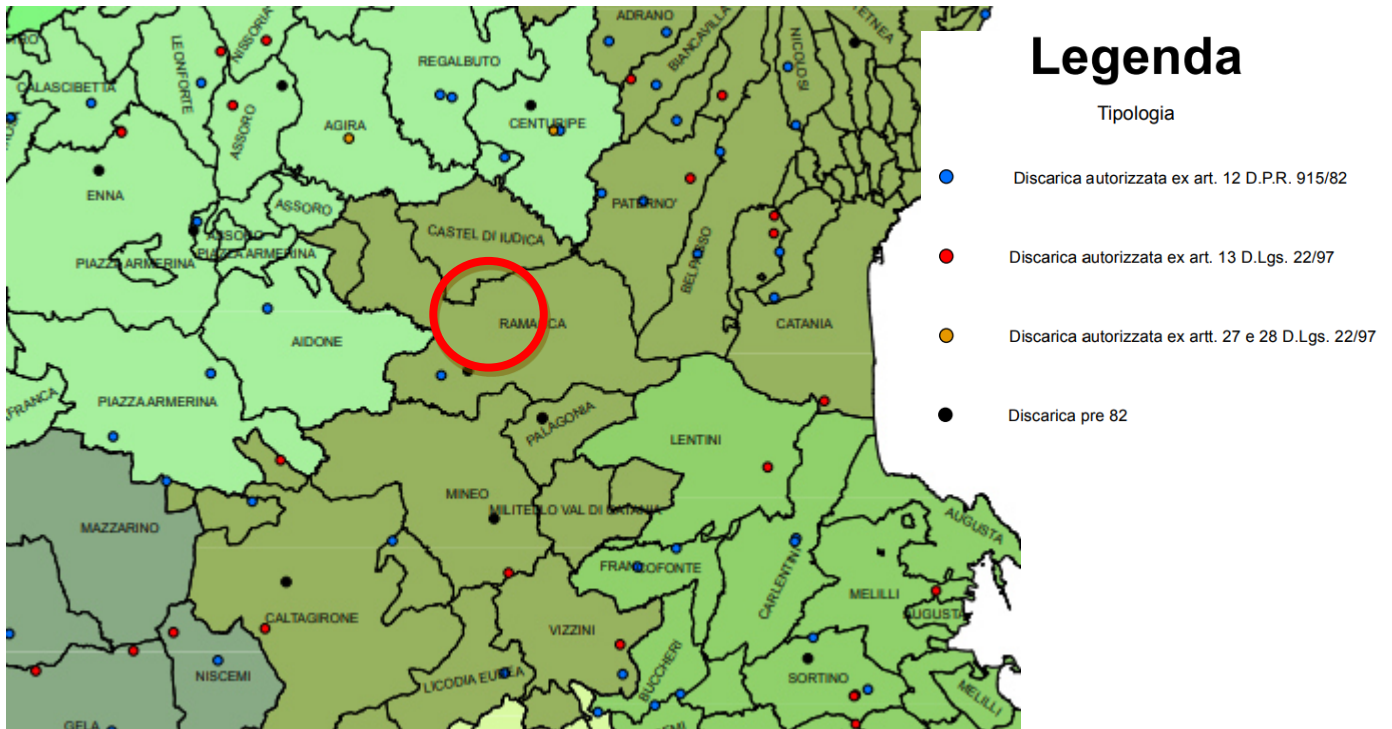 ADRANO
BIANCAVILLA
NICOLOSI
NISSORIA
LEONFORTE
REGALBUTO
CALASCIBETTA
CENTURIPE
AGIRA
ASSORO
ENNA
ASSORO
PATERNO'
CASTEL DI IUDICA
ASSORO
PIAZZA ARMERINA
PIAZZA ARMERINA
BELPASSO
RAMACCA
CATANIA
AIDONE
PIAZZA ARMERINA
FRANCA
PALAGONIA
LENTINI
MINEO
MILITELLO VAL DI CATANIA
MAZZARINO
AUGUSTA
FRANCOFONTE
CARLENTINI
MELILLI
AUGUSTA
CALTAGIRONE
VIZZINI
BUCCHERI
NISCEMI
LICODIA EUBEA
SORTINO
MELILLI
GELA
Legenda
Tipologia
Discarica autorizzata ex art. 12 D.P.R. 915/82
Discarica autorizzata ex art. 13 D.Lgs. 22/97
Discarica autorizzata ex artt. 27 e 28 D.Lgs. 22/97
Discarica pre 82